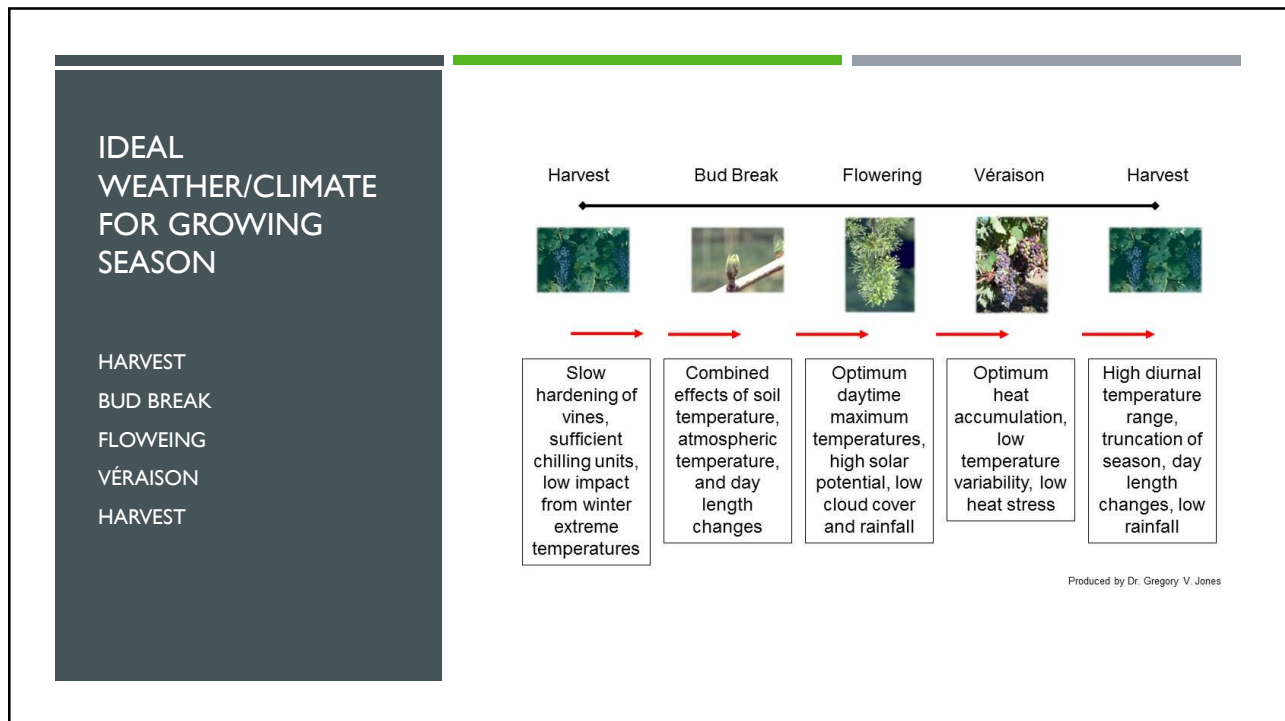 IDEAL
WEATHER/CLIMATE
FOR GROWING
SEASON
HARVEST
BUD BREAK
FLOWEING
VÉRAISON
HARVEST
Harvest
Bud Break
Flowering
Véraison
Harvest
Slow
hardening of
vines,
sufficient
chilling units,
low impact
from winter
extreme
temperatures
Combined
effects of soil
temperature,
atmospheric
temperature,
and day
length
changes
Optimum
daytime
maximum
temperatures,
high solar
potential, low
cloud cover
and rainfall
Optimum
heat
accumulation,
low
temperature
variability, low
heat stress
High diurnal
temperature
range,
truncation of
season, day
length
changes, low
rainfall
Produced by Dr. Gregory V. Jones